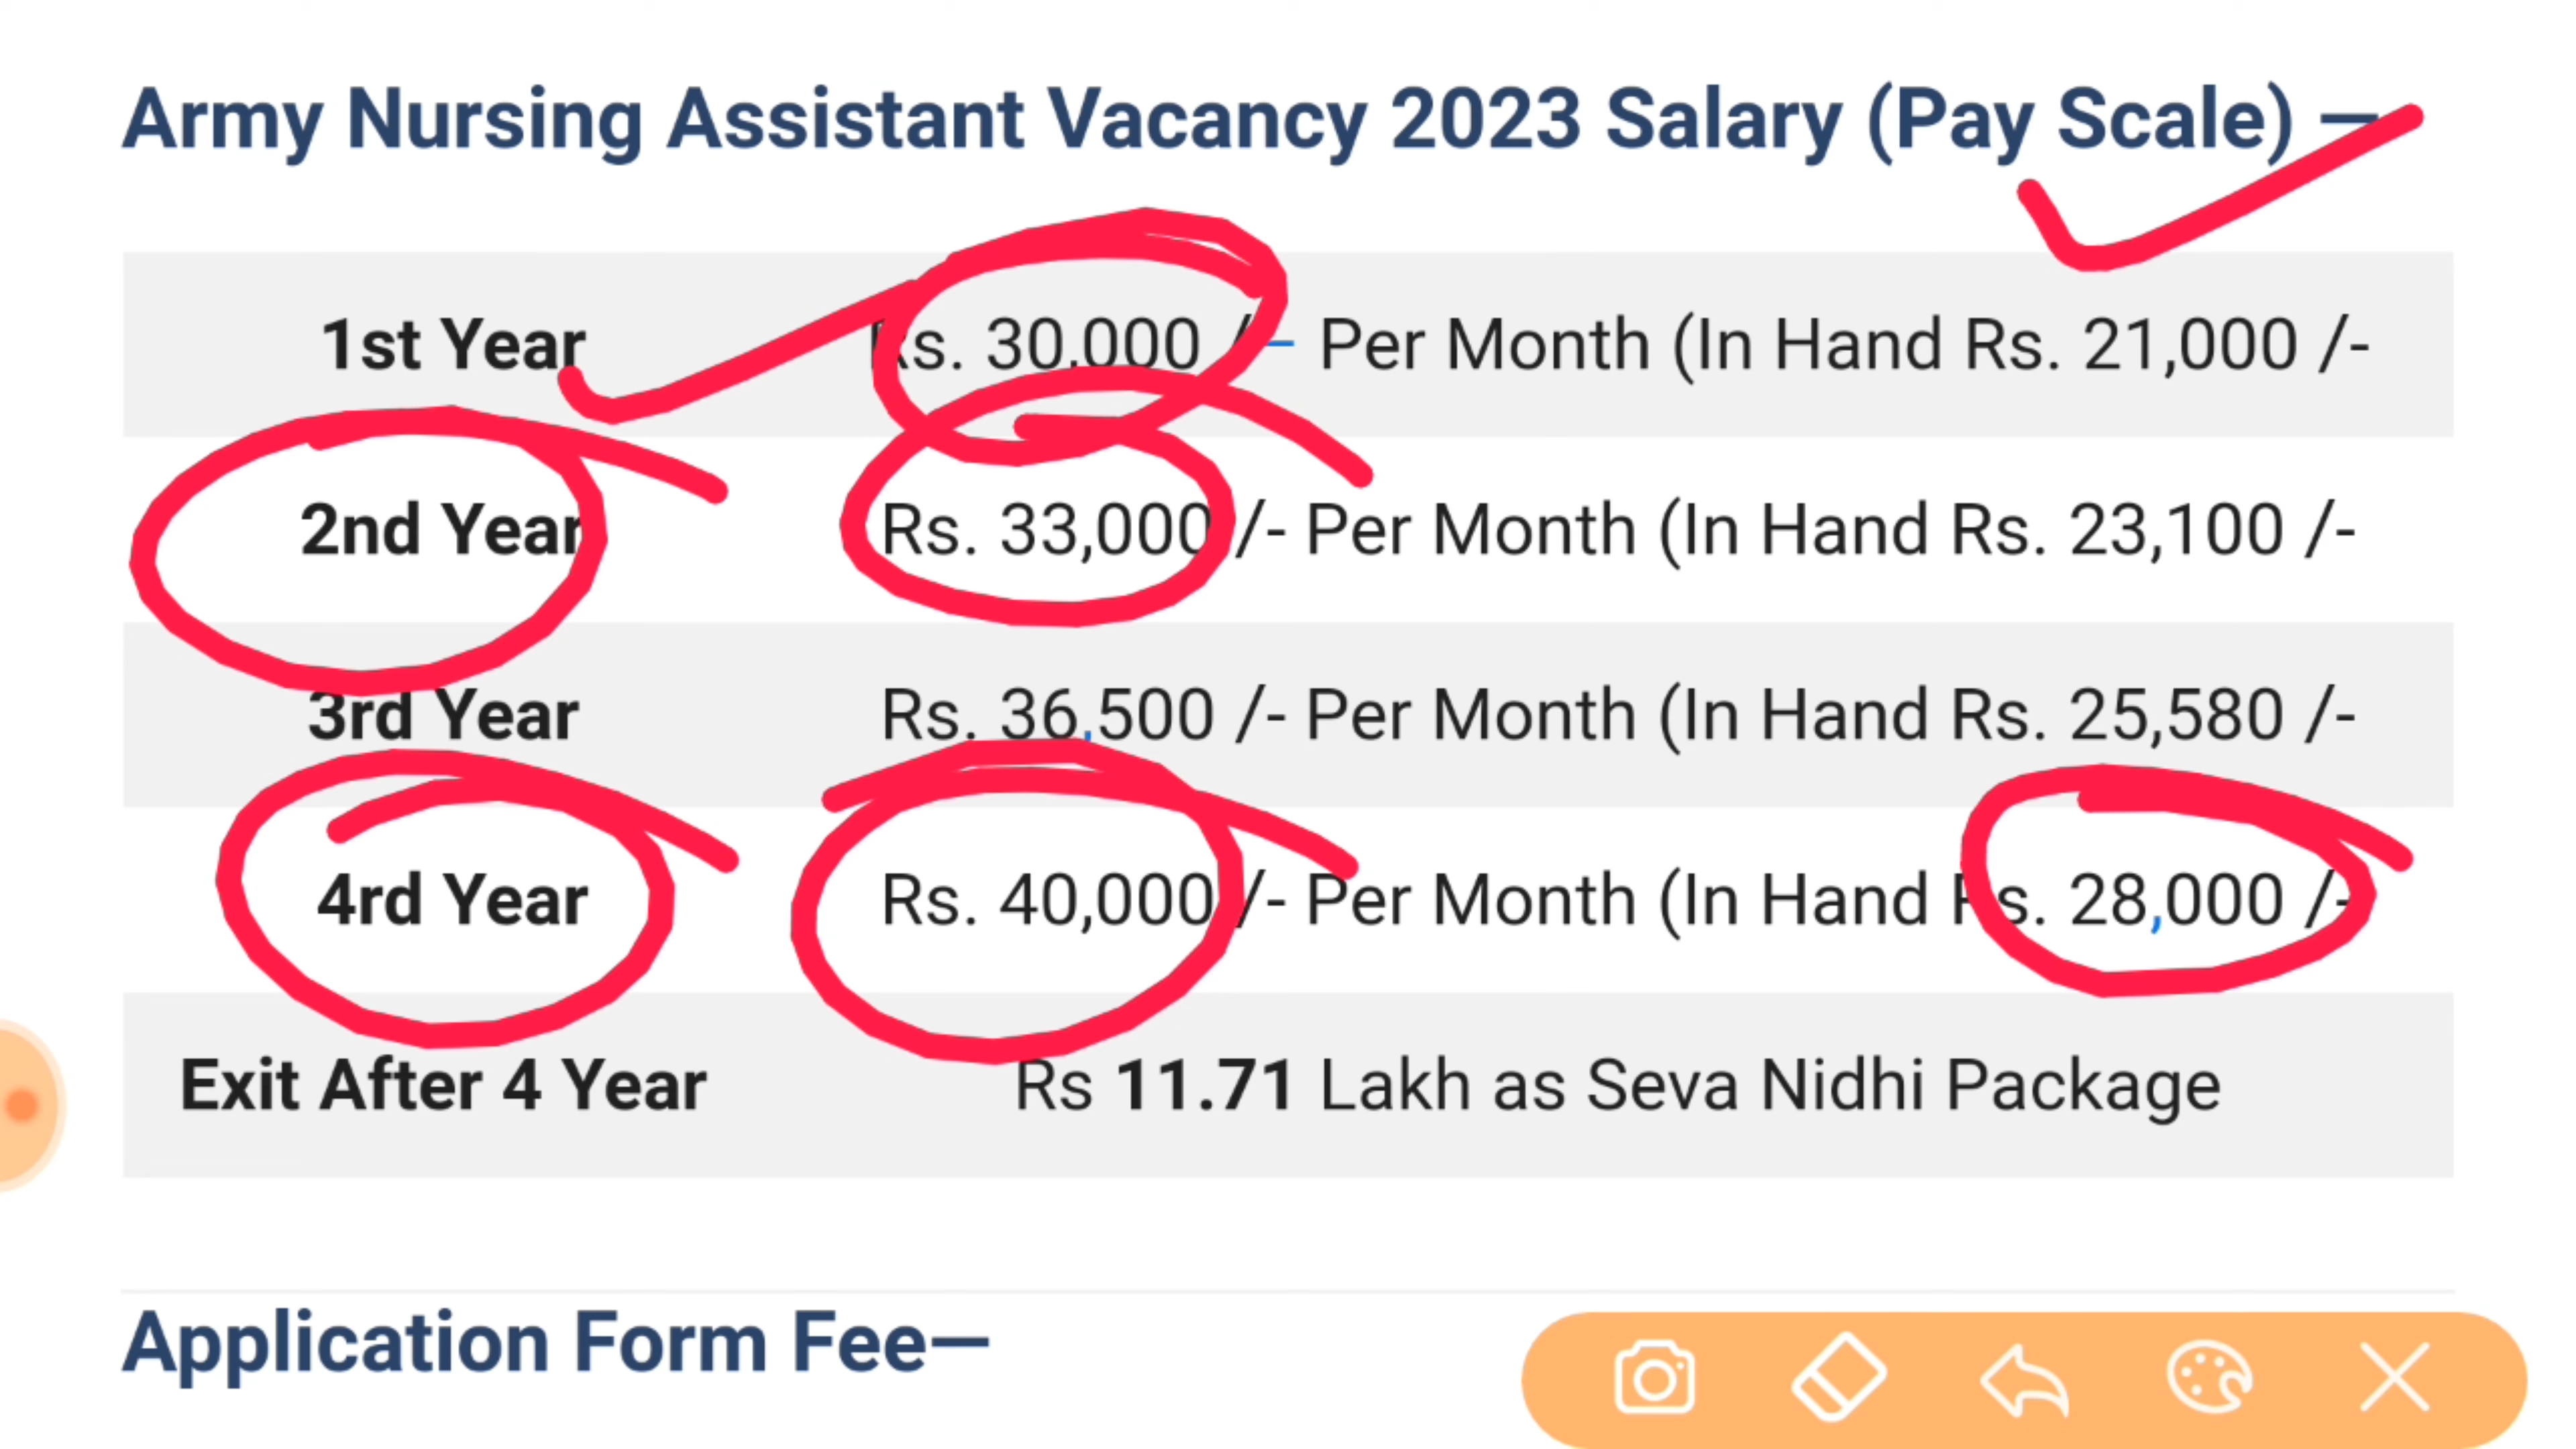 Army Nursing Assistant Vacancy 2023 Salary (Pay Scale) —
1st Year Rs. 30,000 /– Per Month (In Hand Rs. 21,000 /-
2nd Year Rs. 33,000 /- Per Month (In Hand Rs. 23,100 /-
3rd Year Rs. 36,500 /- Per Month (In Hand Rs. 25,580 /-
4rd Year Rs. 40,000 /- Per Month (In Hand Rs. 28,000 /-
Exit After 4 Year Rs 11.71 Lakh as Seva Nidhi Package
Application Form Fee—